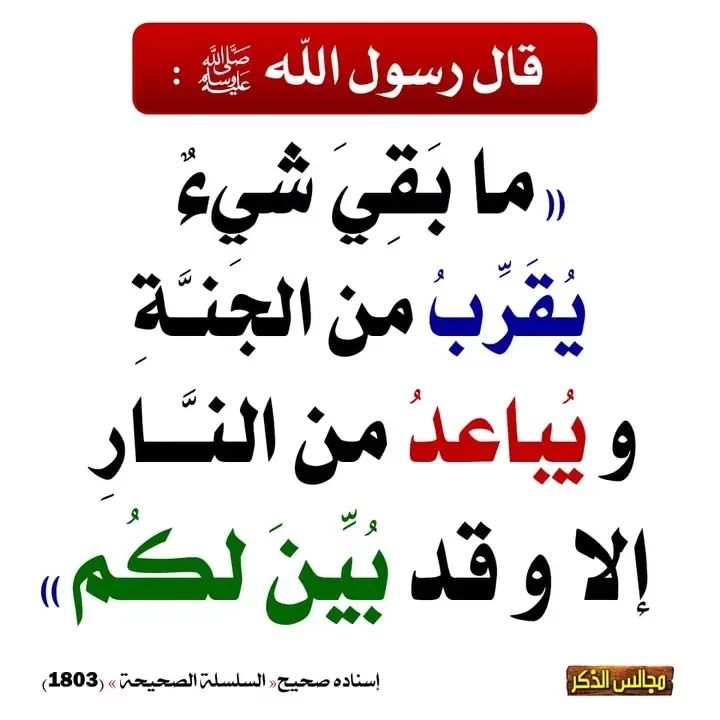 قال رسول الله ﷺ :
(( ما بَقِيَ شيءٌ
يُقَرِّبُ من الجَنَّةِ
و يُباعدُ من النَّـارِ
إلا و قد بُيِّنَ لكُم ))
إسناده صحيح« السلسلة الصحيحة » (1803)
مجالس الذكر